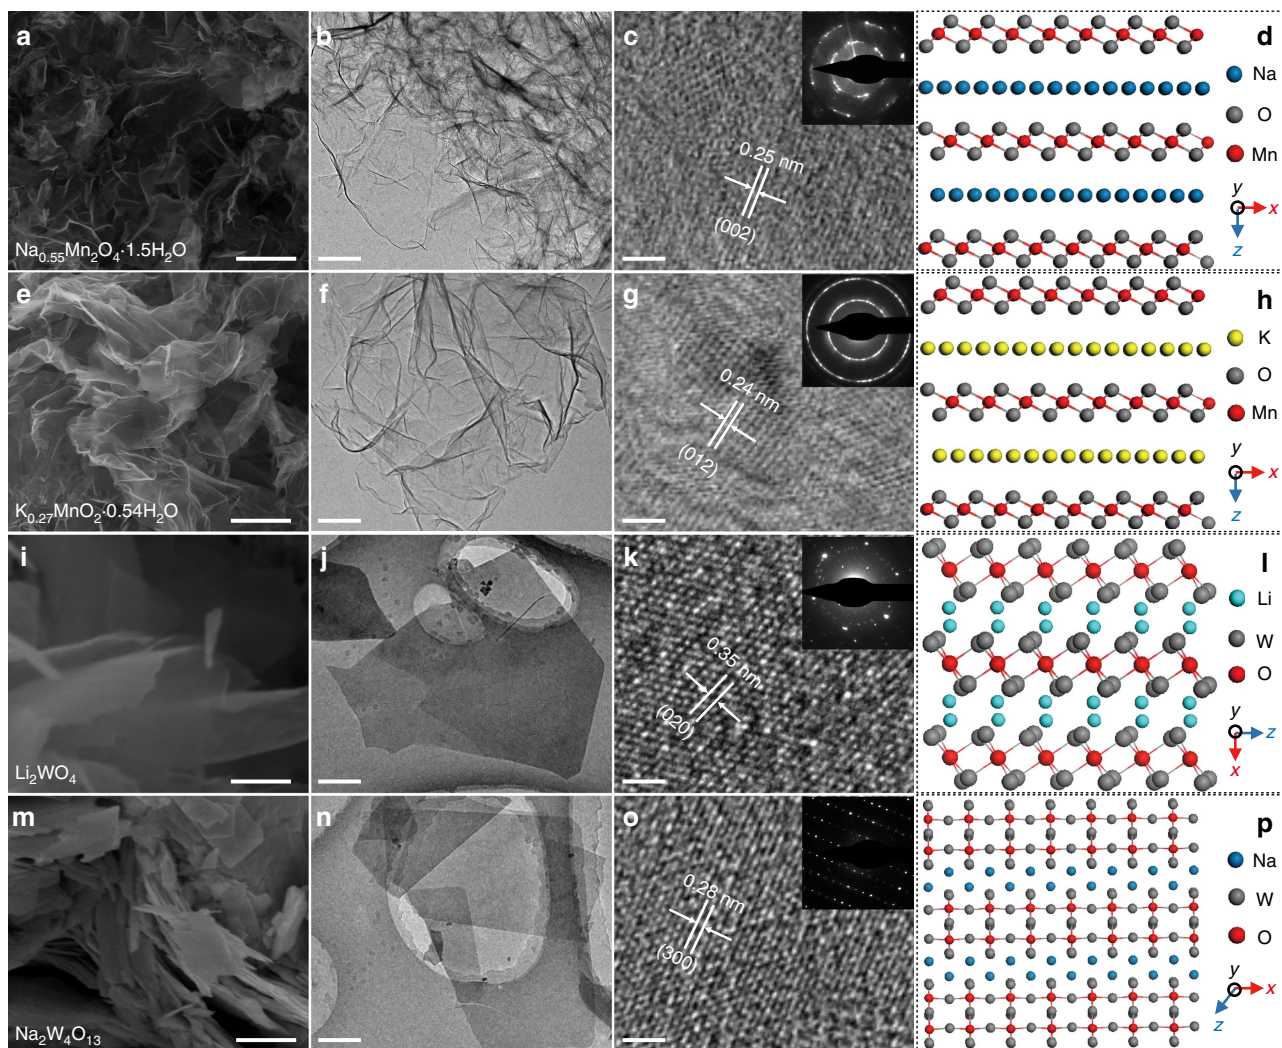 a
Na₀.₅₅Mn₂O₄·1.5H₂O
b
c
0.25 nm
(002)
d
Na
O
Mn
y
x
z
e
K₀.₂₇MnO₂·0.54H₂O
f
g
0.24 nm
(012)
h
K
O
Mn
y
x
z
i
Li₂WO₄
j
k
0.35 nm
(020)
l
Li
W
O
y
z
x
m
Na₂W₄O₁₃
n
o
0.28 nm
(300)
p
Na
W
O
y
x
z